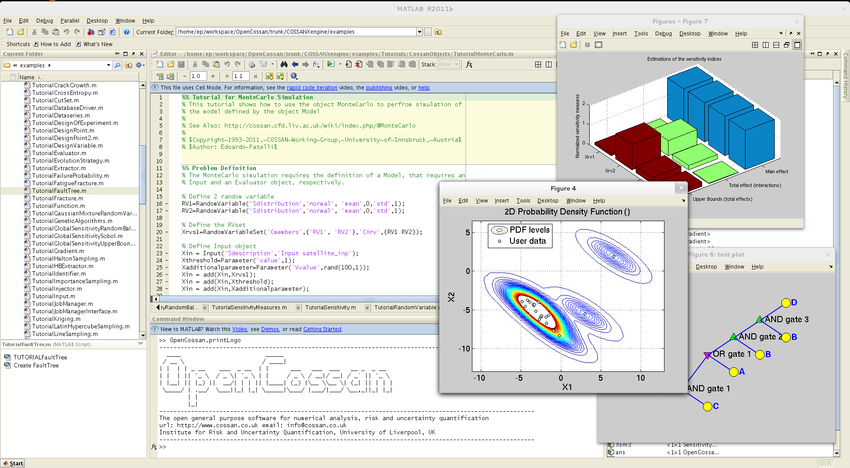 MATLAB R2011b
File Edit Debug Parallel Desktop Window Help
Current Folder: /home/ep/workspace/OpenCossan/trunk/COSSANengine/examples
Shortcuts How to Add What's New
Current Folder
« examples
Name
TutorialCrackGrowth.m
TutorialCrossEntropy.m
TutorialCutSet.m
TutorialDatabaseDriver.m
TutorialDataseries.m
TutorialDesignOfExperiment.m
TutorialDesignPoint.m
TutorialDesignPoint2.m
TutorialDesignVariable.m
TutorialEvaluator.m
TutorialEvolutionStrategy.m
TutorialExtractor.m
TutorialFailureProbability.m
TutorialFatigueFracture.m
TutorialFaultTree.m
TutorialFracture.m
TutorialFunction.m
TutorialGaussianMixtureRandomVar...
TutorialGeneticAlgorithms.m
TutorialGlobalSensitivityRandomBal...
TutorialGlobalSensitivitySobol.m
TutorialGlobalSensitivityUpperBoun...
TutorialGradient.m
TutorialHaltonSampling.m
TutorialHBExtractor.m
TutorialIdentifier.m
TutorialImportanceSampling.m
TutorialInjector.m
TutorialInput.m
TutorialJobManager.m
TutorialJobManagerInterface.m
TutorialKriging.m
TutorialLatinHypercubeSampling.m
TutorialLineSampling.m
TutorialFaultTree.m (MATLAB Script)
TUTORIALFaultTree
Create FaultTree
Start
Editor - /home/ep/workspace/OpenCossan/trunk/COSSANengine/examples/Tutorials/CossanObjects/TutorialMonteCarlo.m
File Edit Text Go Cell Tools Debug Desktop Window Help
Stack:
1.0
1.1
This file uses Cell Mode. For information, see the rapid code iteration video, the publishing video, or help.
%% Tutorial for MonteCarlo Simulation
% This tutorial shows how to use the object MonteCarlo to perfrom simulation of
% the model defined by the object Model
%
% See Also: http://cossan.cfd.liv.ac.uk/wiki/index.php/@MonteCarlo
%
% $Copyright~1993-2011,~COSSAN~Working~Group,~University~of~Innsbruck,~Austria$
% $Author: Edoardo-Patelli$
%% Problem Definition
% The MonteCarlo simulation requires the definition of a Model, that requires an
% Input and an Evaluator object, respectively.
% Define 2 random variable
RV1=RandomVariable('Sdistribution','normal', 'mean',0,'std',1);
RV2=RandomVariable('Sdistribution','normal', 'mean',0,'std',1);
% Define the RVset
Xrvs1=RandomVariableSet('Cmembers',{'RV1', 'RV2'},'CXrv',{RV1 RV2});
% Define Input object
Xin = Input('Sdescription','Input satellite_inp');
Xthreshold=Parameter('value',1);
Xadditionalparameter=Parameter('Vvalue',rand(100,1));
Xin = add(Xin,Xrvs1);
Xin = add(Xin,Xthreshold);
Xin = add(Xin,Xadditionalparameter);
TutorialSensitivityMeasures.m
TutorialSensitivity.m
TutorialRandomVariable
Command Window
New to MATLAB? Watch this Video, see Demos, or read Getting Started.
>> OpenCossan.printLogo
The open general purpose software for numerical analysis, risk and uncertainty quantification
url: http://www.cossan.co.uk email: info@cossan.co.uk
Institute for Risk and Uncertainty Quantification, University of Liverpool, UK
>>
Figures - Figure 7
File Edit View Insert Tools Debug Desktop Window Help
Estimations of the sensitivity indices
Normalized sensitivity measures
Xrv1
Xrv2
Main effect
Total effect (interactions)
Upper Bounds (total effects)
Command History
Figure 4
File Edit View Insert Tools Desktop Window Help
2D Probability Density Function ()
PDF levels
User data
X2
5
0
-5
-10
-10 -5 0 5 10
X1
Figure 6: test plot
Desktop Window Help
D
AND gate 3
B
AND gate 2
OR gate 1
B
A
AND gate 1
C
Xsm3 <1x1 Sensitivity...
ans <1x1 OpenCossa...